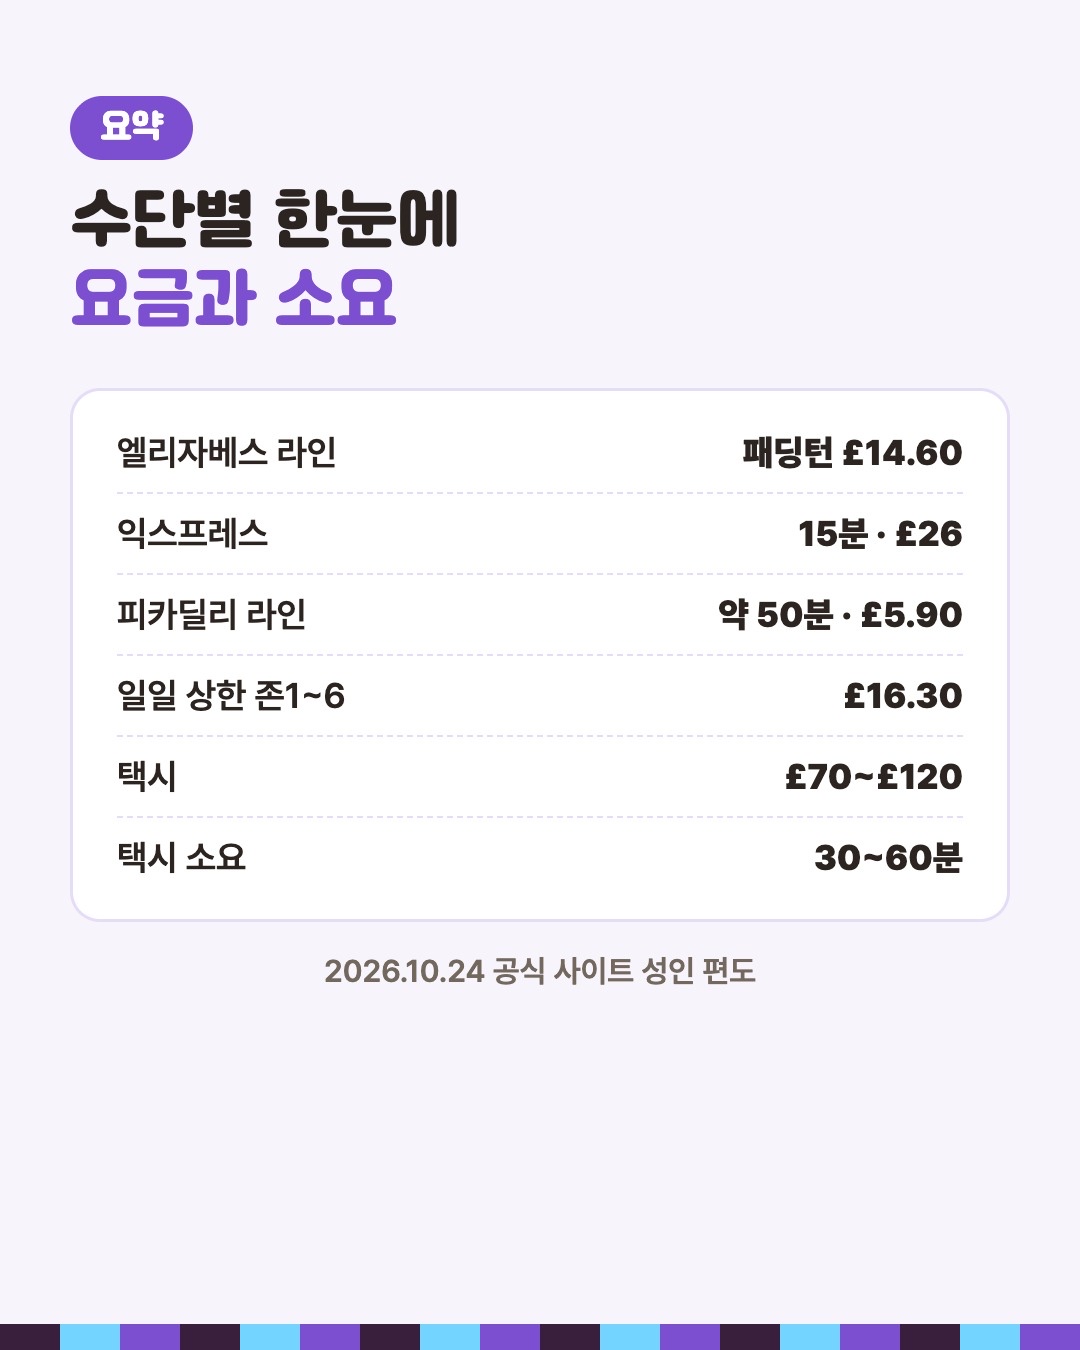 요약
수단별 한눈에
요금과 소요
엘리자베스 라인 패딩턴 £14.60
익스프레스 15분 · £26
피카딜리 라인 약 50분 · £5.90
일일 상한 존1~6 £16.30
택시 £70~£120
택시 소요 30~60분
2026.10.24 공식 사이트 성인 편도